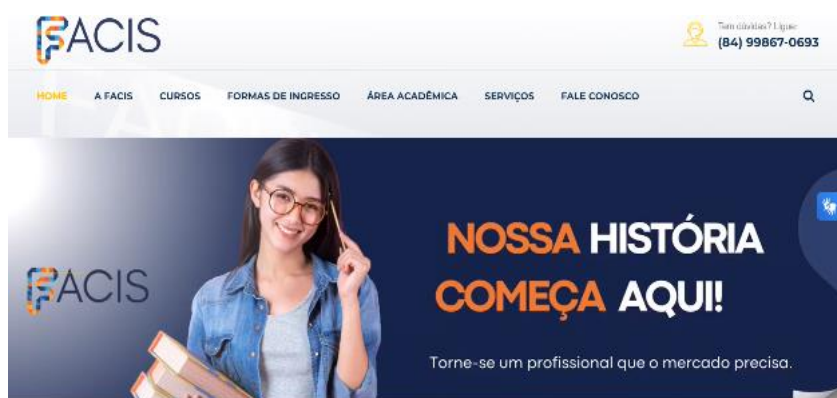 FACIS
Tem dúvidas? Ligue:
(84) 99867-0693
HOME A FACIS CURSOS FORMAS DE INGRESSO ÁREA ACADÊMICA SERVIÇOS FALE CONOSCO
FACIS
NOSSA HISTÓRIA
COMEÇA AQUI!
Torne-se um profissional que o mercado precisa.